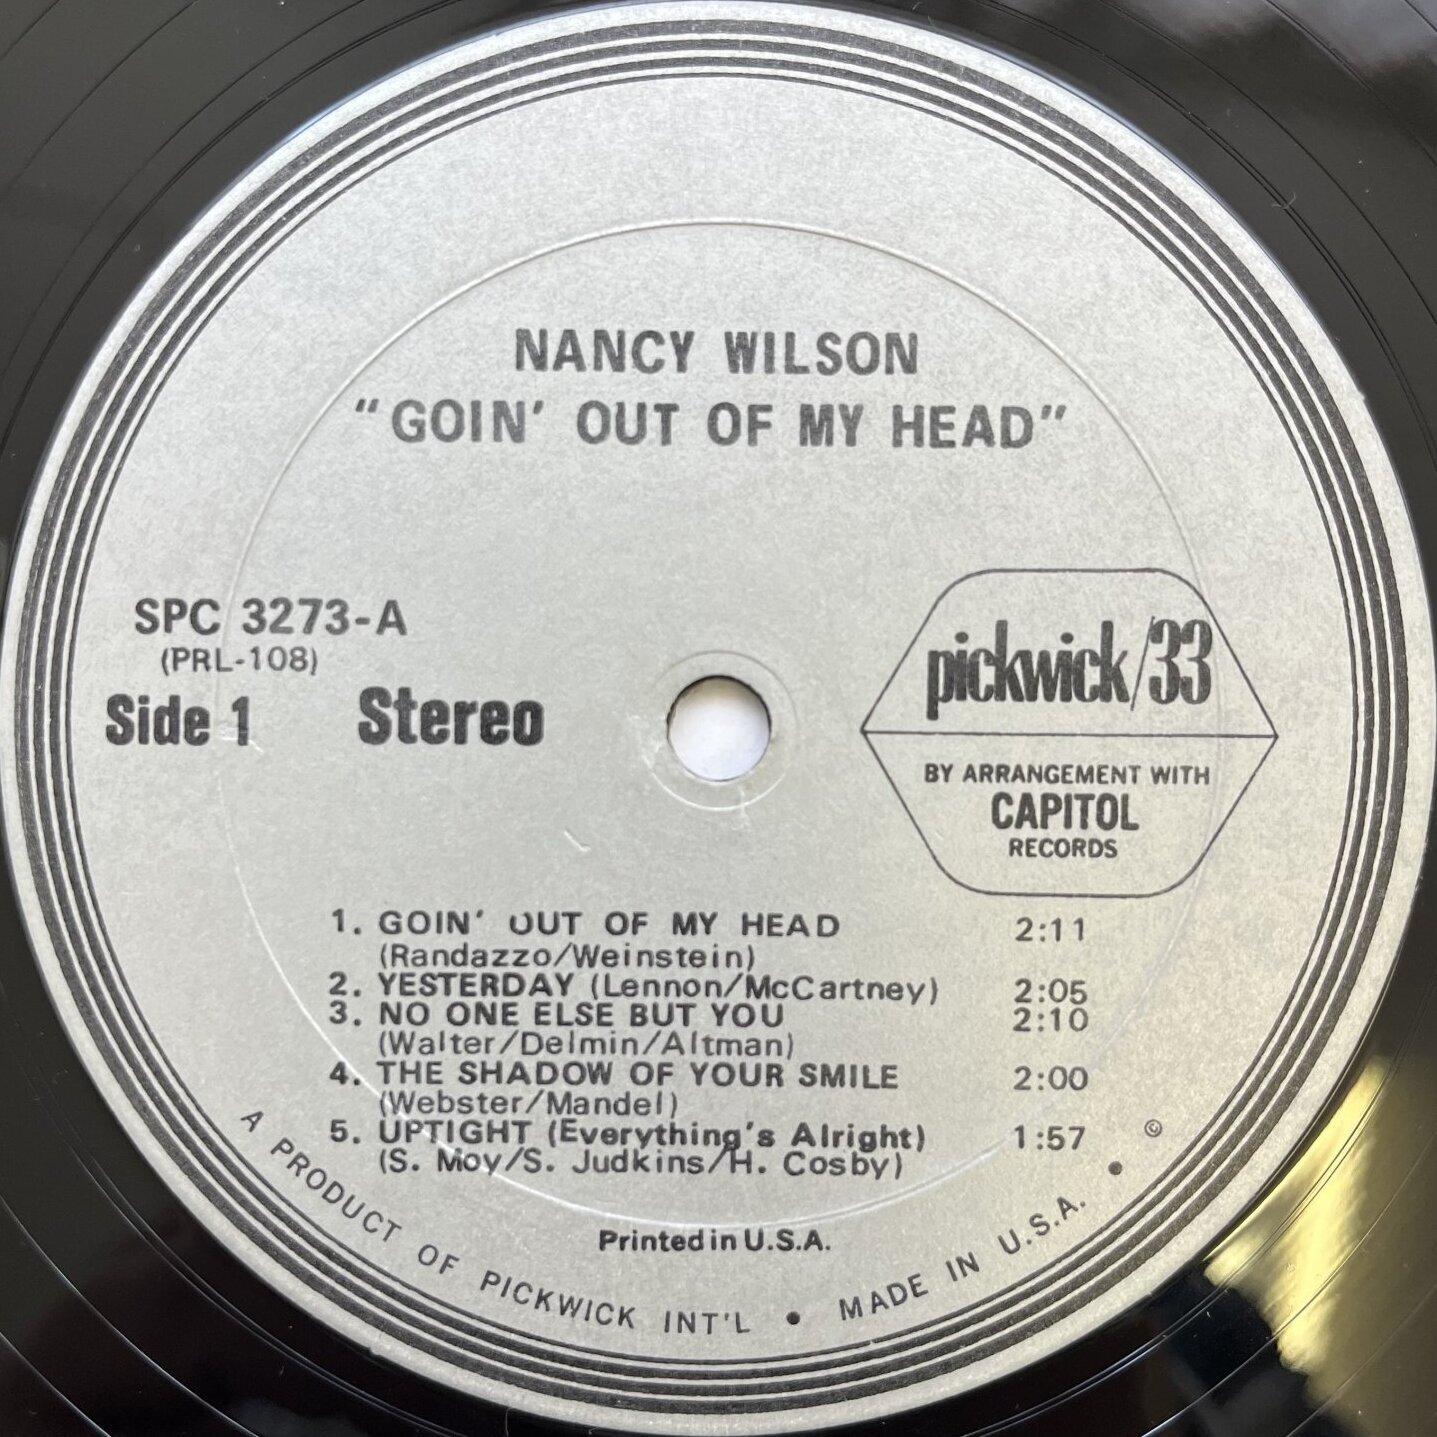 NANCY WILSON
"GOIN' OUT OF MY HEAD"
SPC 3273-A
(PRL-108)
Side 1 Stereo
pickwick/33
BY ARRANGEMENT WITH
CAPITOL
RECORDS
1. GOIN' OUT OF MY HEAD 2:11
(Randazzo/Weinstein)
2. YESTERDAY (Lennon/McCartney) 2:05
3. NO ONE ELSE BUT YOU 2:10
(Walter/Delmin/Altman)
4. THE SHADOW OF YOUR SMILE 2:00
(Webster/Mandel)
5. UPTIGHT (Everything's Alright) 1:57 ©
(S. Moy/S. Judkins/H. Cosby)
Printed in U.S.A.
A PRODUCT OF PICKWICK INT'L • MADE IN U.S.A. •